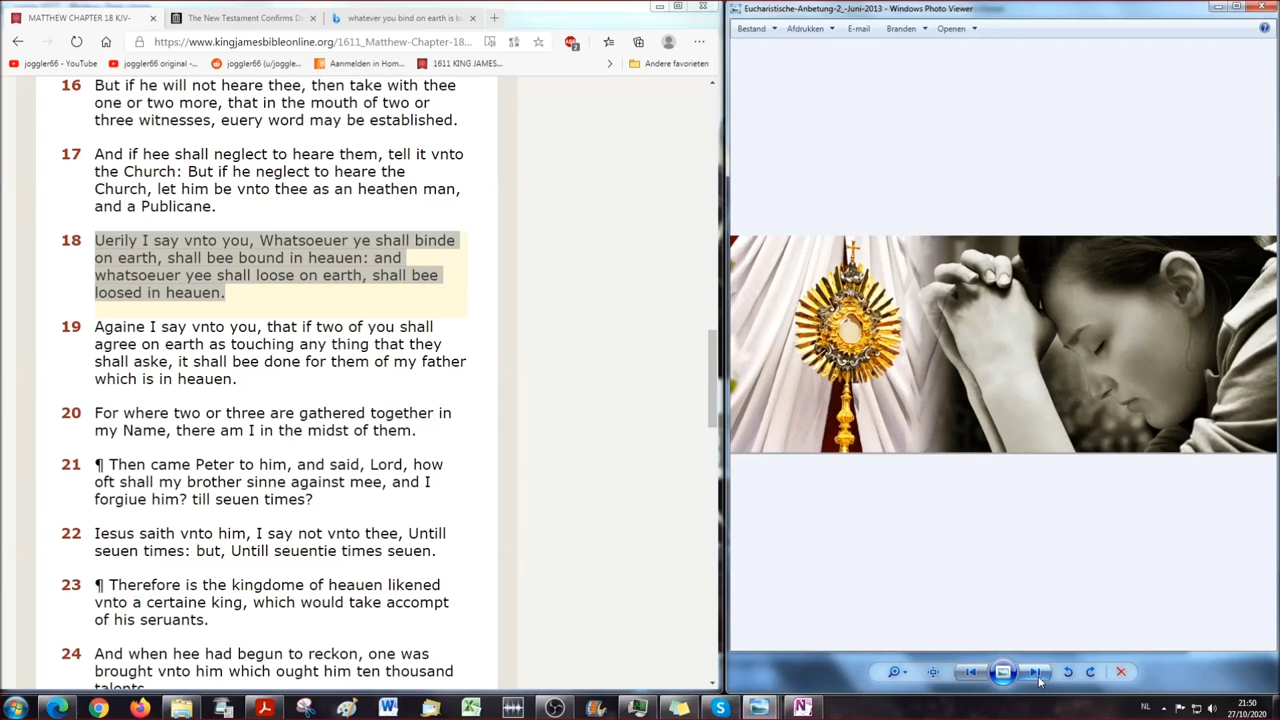 MATTHEW CHAPTER 18 KJV-
The New Testament Confirms De
whatever you bind on earth is bo
Eucharistische-Anbetung-2_-Juni-2013 - Windows Photo Viewer
https://www.kingjamesbibleonline.org/1611_Matthew-Chapter-18...
2
Bestand
Afdrukken
E-mail
Branden
Openen
joggler66 - YouTube
joggler66 original -...
joggler66 (u/joggle...
Aanmelden in Hom...
1611 KING JAMES...
Andere favorieten
16 But if he will not heare thee, then take with thee
one or two more, that in the mouth of two or
three witnesses, euery word may be established.
17 And if hee shall neglect to heare them, tell it vnto
the Church: But if he neglect to heare the
Church, let him be vnto thee as an heathen man,
and a Publicane.
18 Uerily I say vnto you, Whatsoeuer ye shall binde
on earth, shall bee bound in heauen: and
whatsoeuer yee shall loose on earth, shall bee
loosed in heauen.
19 Againe I say vnto you, that if two of you shall
agree on earth as touching any thing that they
shall aske, it shall bee done for them of my father
which is in heauen.
20 For where two or three are gathered together in
my Name, there am I in the midst of them.
21 ¶ Then came Peter to him, and said, Lord, how
oft shall my brother sinne against mee, and I
forgiue him? till seuen times?
22 Iesus saith vnto him, I say not vnto thee, Untill
seuen times: but, Untill seuentie times seuen.
23 ¶ Therefore is the kingdome of heauen likened
vnto a certaine king, which would take accompt
of his seruants.
24 And when hee had begun to reckon, one was
brought vnto him which ought him ten thousand
talents.
NL
21:50
27/10/2020